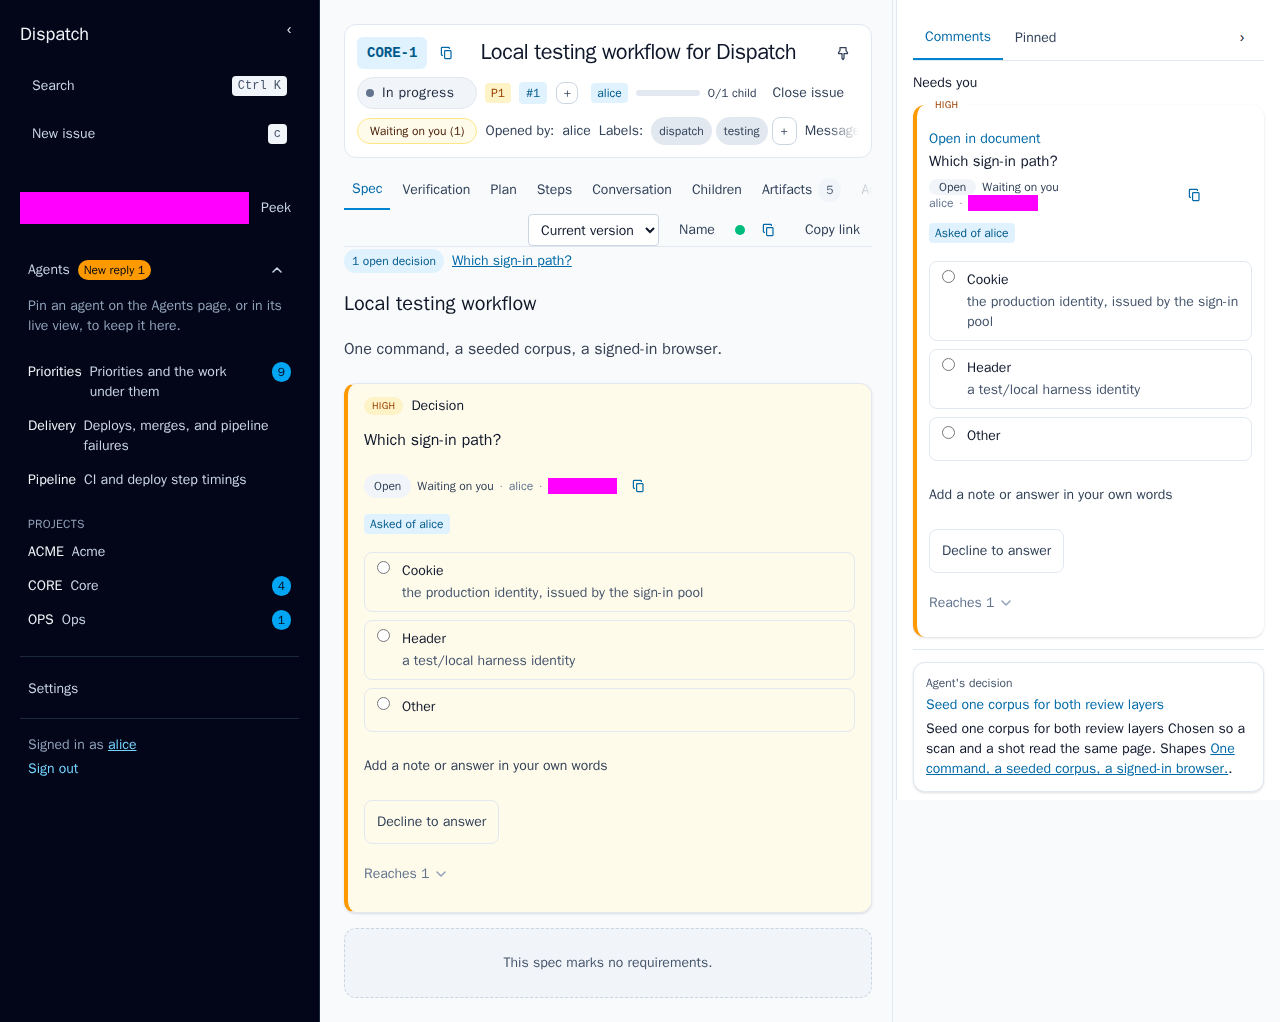 Dispatch
Search
Ctrl K
New issue
C
Peek
Agents
New reply 1
Pin an agent on the Agents page, or in its
live view, to keep it here.
Priorities
Priorities and the work
under them
9
Delivery
Deploys, merges, and pipeline
failures
Pipeline
CI and deploy step timings
PROJECTS
ACME Acme
CORE Core
4
OPS Ops
1
Settings
Signed in as alice
Sign out
CORE-1
Local testing workflow for Dispatch
In progress
P1
#1
+
alice
0/1 child
Close issue
Waiting on you (1)
Opened by: alice
Labels:
dispatch
testing
+
Message
Spec
Verification
Plan
Steps
Conversation
Children
Artifacts 5
Current version
Name
Copy link
1 open decision
Which sign-in path?
Local testing workflow
One command, a seeded corpus, a signed-in browser.
HIGH
Decision
Which sign-in path?
Open
Waiting on you · alice ·
Asked of alice
Cookie
the production identity, issued by the sign-in pool
Header
a test/local harness identity
Other
Add a note or answer in your own words
Decline to answer
Reaches 1
This spec marks no requirements.
Comments
Pinned
Needs you
HIGH
Open in document
Which sign-in path?
Open
Waiting on you
alice ·
Asked of alice
Cookie
the production identity, issued by the sign-in
pool
Header
a test/local harness identity
Other
Add a note or answer in your own words
Decline to answer
Reaches 1
Agent's decision
Seed one corpus for both review layers
Seed one corpus for both review layers Chosen so a
scan and a shot read the same page. Shapes One
command, a seeded corpus, a signed-in browser..